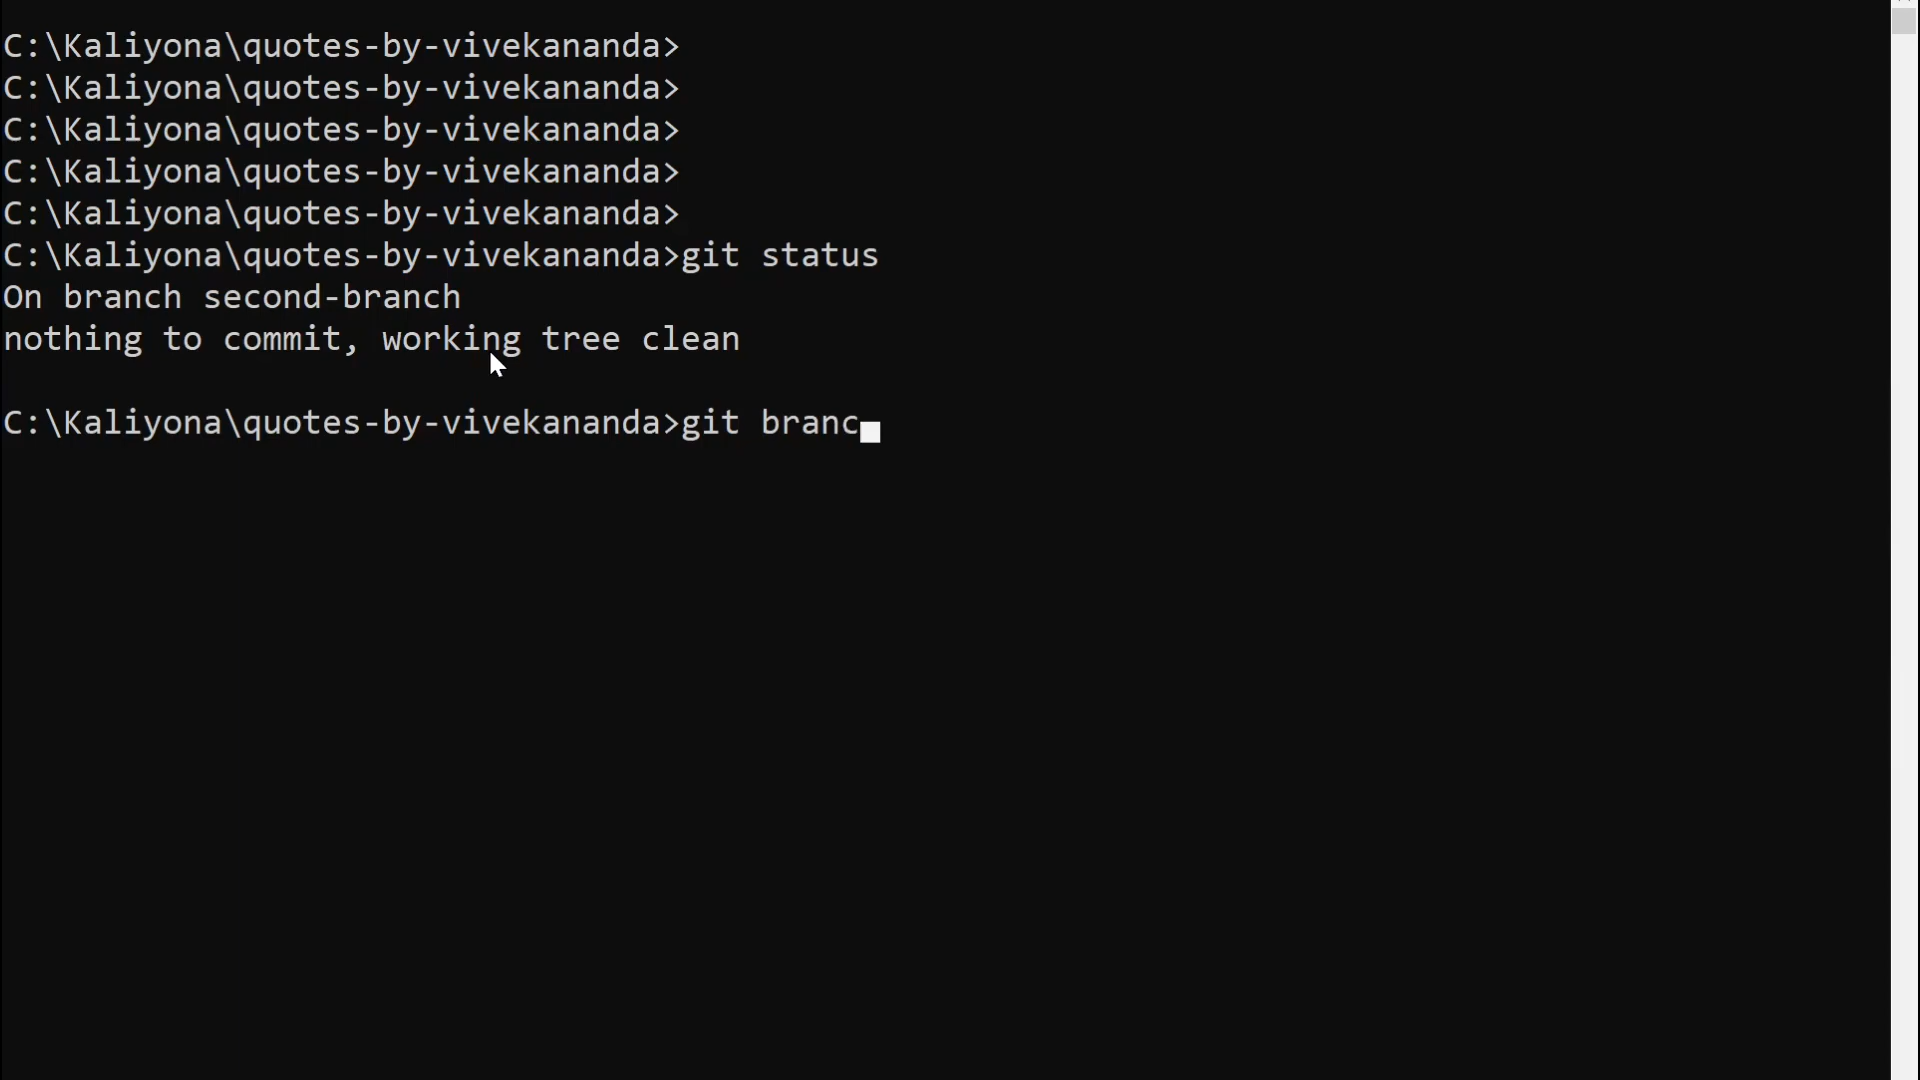 C:\Kaliyona\quotes-by-vivekananda>
C:\Kaliyona\quotes-by-vivekananda>
C:\Kaliyona\quotes-by-vivekananda>
C:\Kaliyona\quotes-by-vivekananda>
C:\Kaliyona\quotes-by-vivekananda>
C:\Kaliyona\quotes-by-vivekananda>git status
On branch second-branch
nothing to commit, working tree clean
C:\Kaliyona\quotes-by-vivekananda>git branc